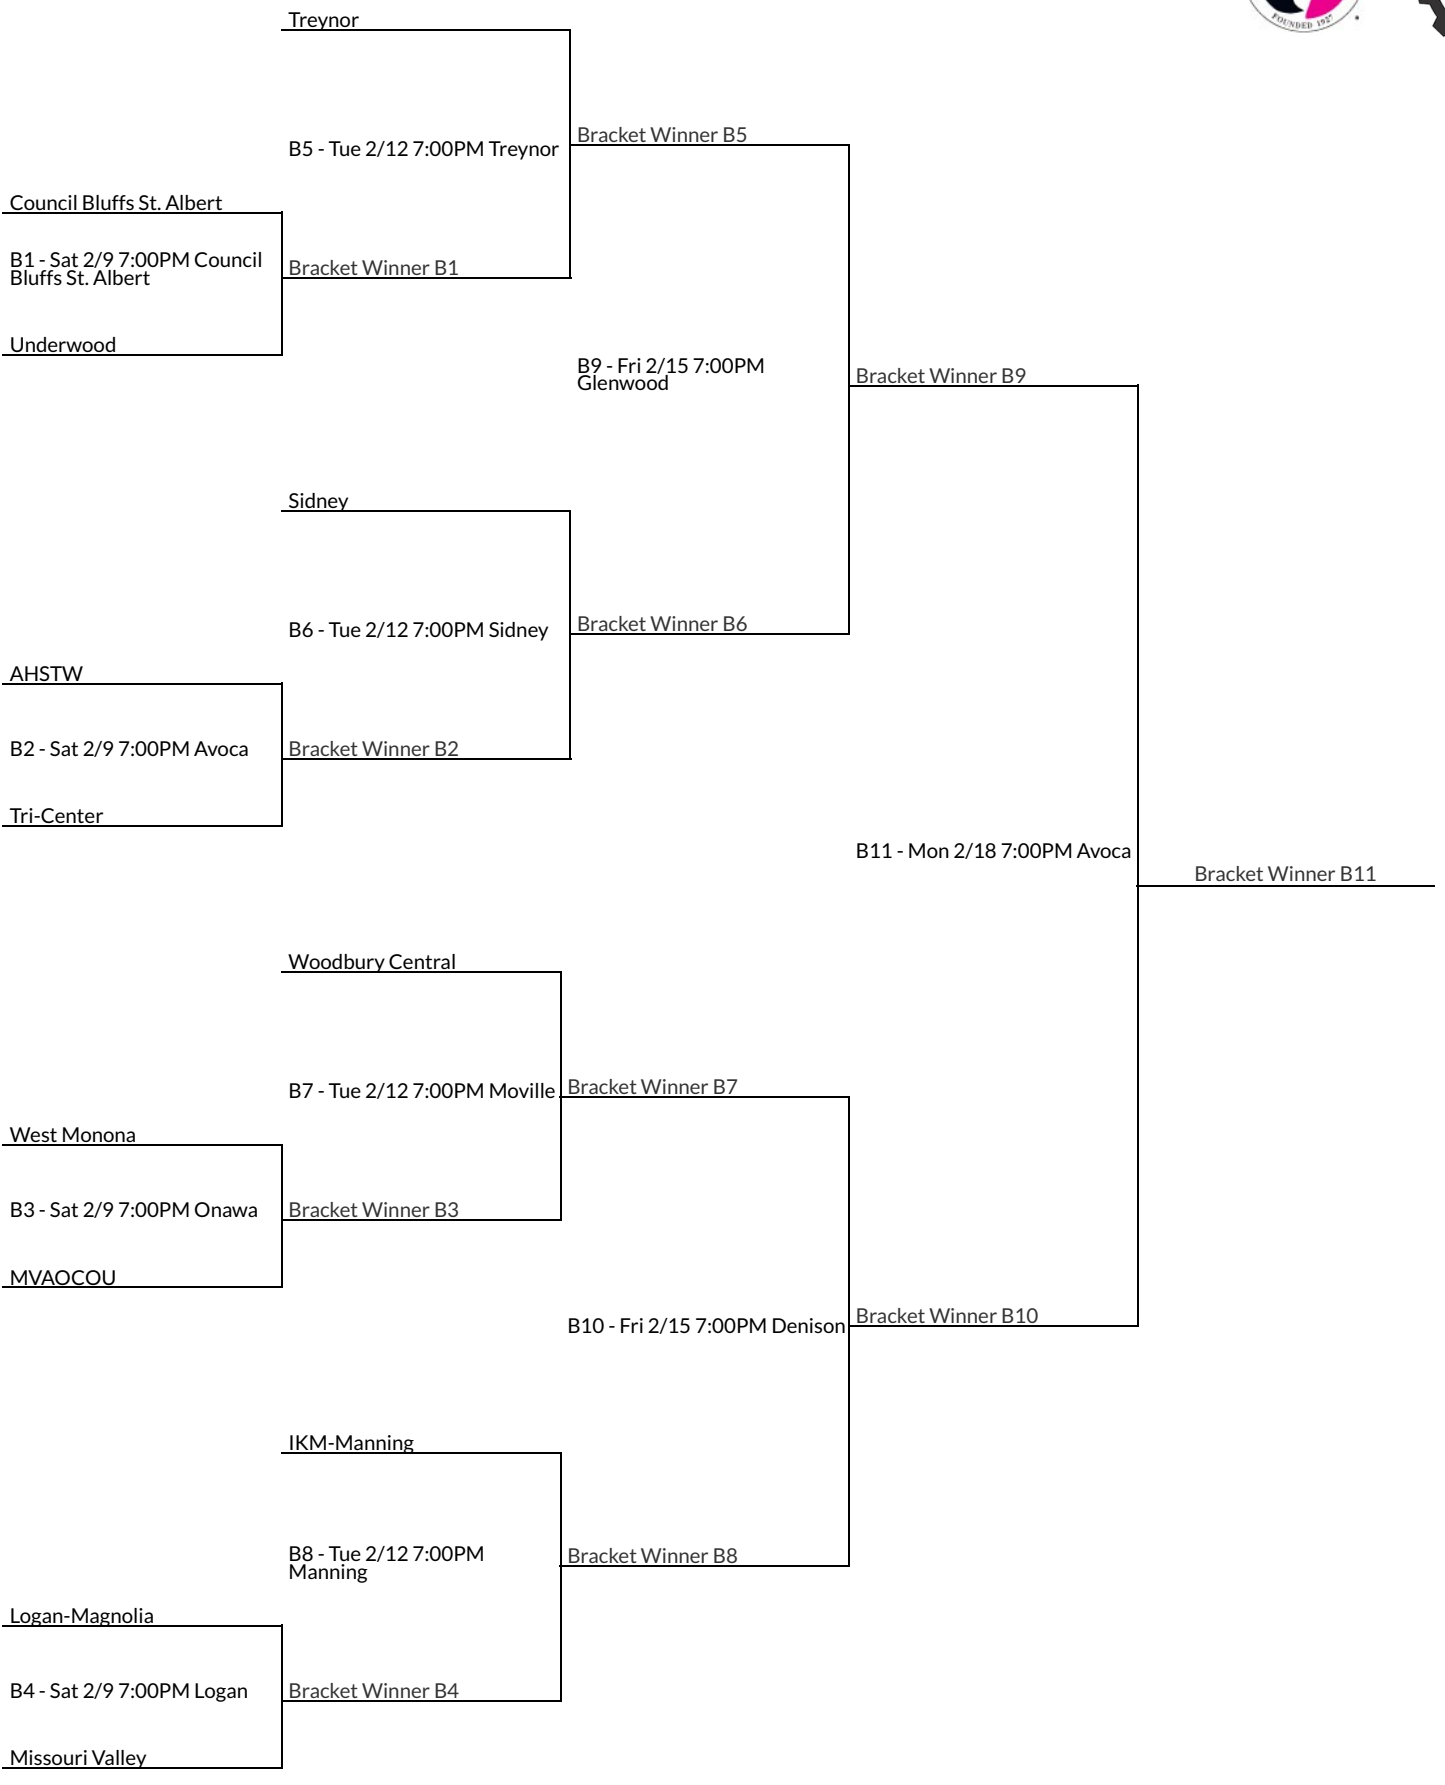 Treynor
FOUNDED 1927
B5 - Tue 2/12 7:00PM Treynor
Bracket Winner B5
Council Bluffs St. Albert
B1 - Sat 2/9 7:00PM Council
Bluffs St. Albert
Bracket Winner B1
Underwood
B9 - Fri 2/15 7:00PM
Glenwood
Bracket Winner B9
Sidney
B6 - Tue 2/12 7:00PM Sidney
Bracket Winner B6
AHSTW
B2 - Sat 2/9 7:00PM Avoca
Bracket Winner B2
Tri-Center
B11 - Mon 2/18 7:00PM Avoca
Bracket Winner B11
Woodbury Central
B7 - Tue 2/12 7:00PM Moville
Bracket Winner B7
West Monona
B3 - Sat 2/9 7:00PM Onawa
Bracket Winner B3
MVAOCOU
B10 - Fri 2/15 7:00PM Denison
Bracket Winner B10
IKM-Manning
B8 - Tue 2/12 7:00PM
Manning
Bracket Winner B8
Logan-Magnolia
B4 - Sat 2/9 7:00PM Logan
Bracket Winner B4
Missouri Valley